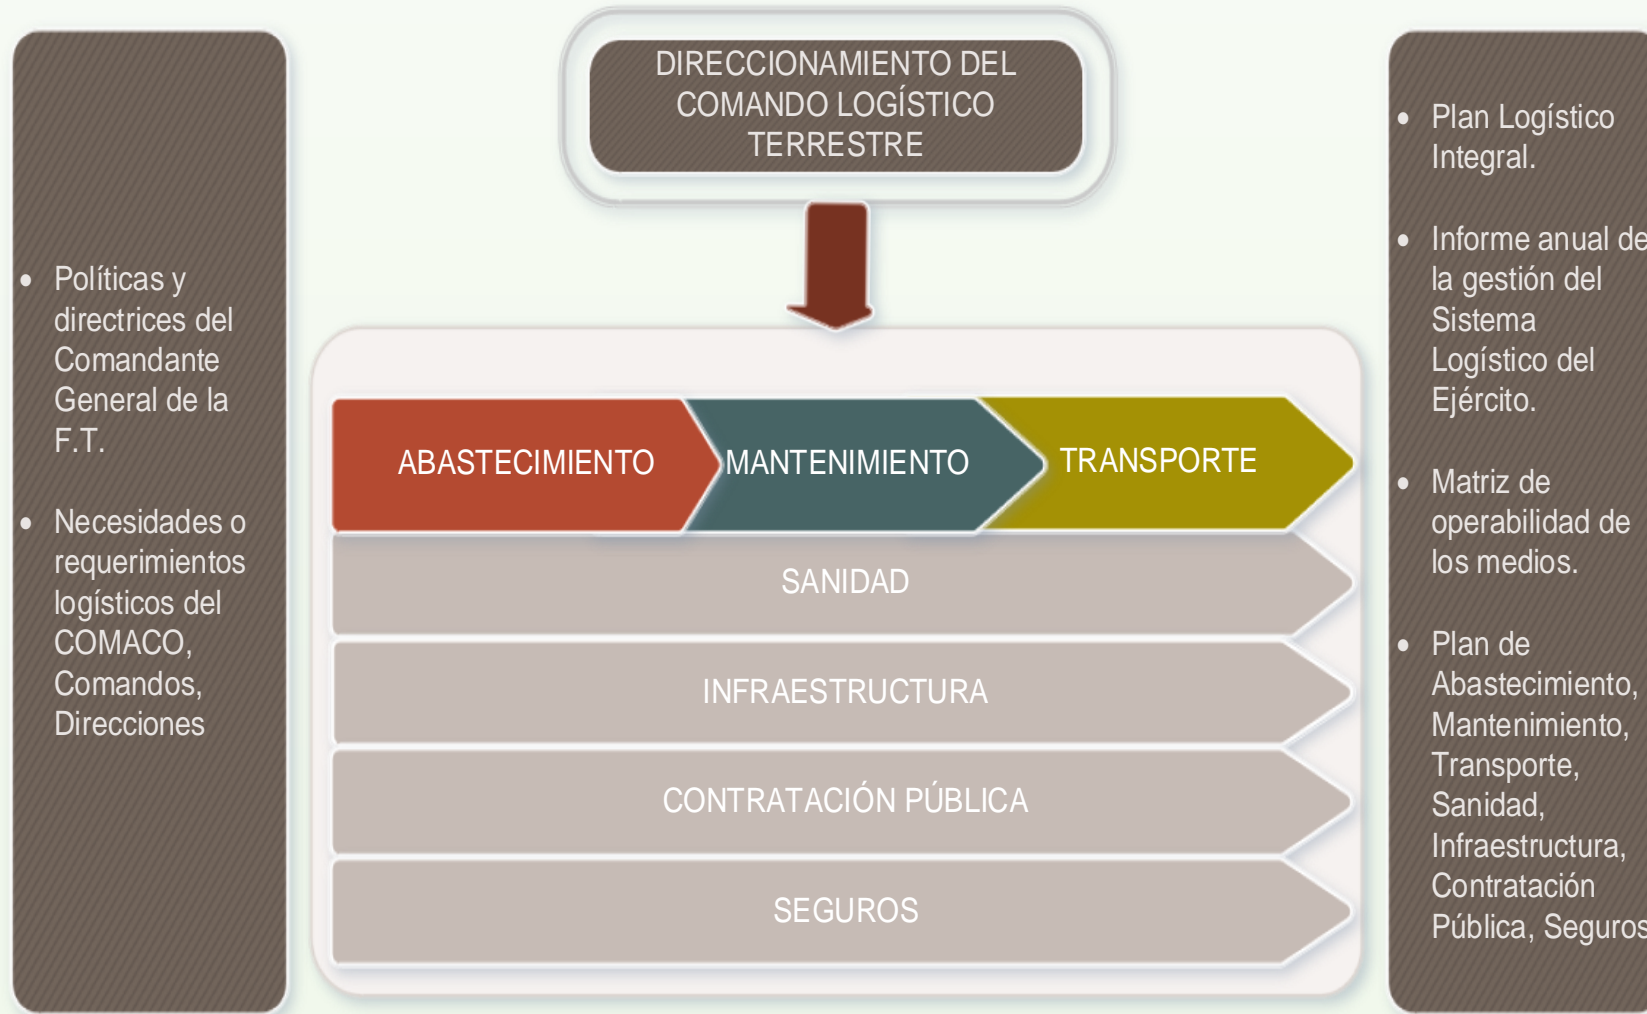 DIRECCIONAMIENTO DEL
COMANDO LOGÍSTICO
TERRESTRE
• Políticas y
directrices del
Comandante
General de la
F.T.
• Necesidades o
requerimientos
logísticos del
COMACO,
Comandos,
Direcciones
ABASTECIMIENTO
MANTENIMIENTO
TRANSPORTE
SANIDAD
INFRAESTRUCTURA
CONTRATACIÓN PÚBLICA
SEGUROS
• Plan Logístico
Integral.
• Informe anual de
la gestión del
Sistema
Logístico del
Ejército.
• Matriz de
operabilidad de
los medios.
• Plan de
Abastecimiento,
Mantenimiento,
Transporte,
Sanidad,
Infraestructura,
Contratación
Pública, Seguros